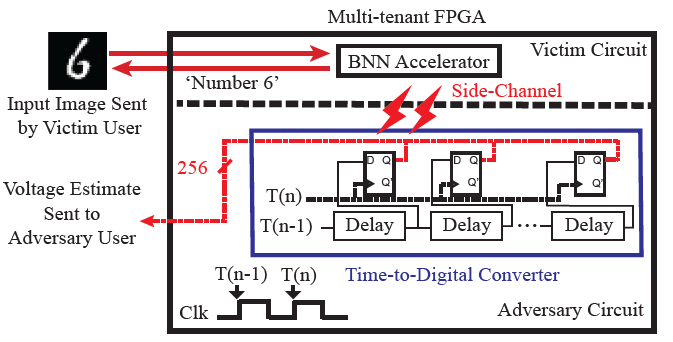 Multi-tenant FPGA
6
BNN Accelerator
Victim Circuit
'Number 6'
Side-Channel
Input Image Sent
by Victim User
256
D Q
Q'
D Q
Q'
D Q
Q'
Voltage Estimate
Sent to
Adversary User
T(n)
T(n-1)
Delay
Delay
...
Delay
T(n-1) T(n)
Time-to-Digital Converter
Clk
Adversary Circuit